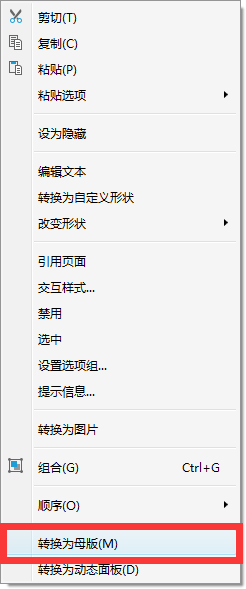 剪切(T)
复制(C)
粘贴(P)
粘贴选项
设为隐藏
编辑文本
转换为自定义形状
改变形状
引用页面
交互样式...
禁用
选中
设置选项组...
提示信息...
转换为图片
组合(G) Ctrl+G
顺序(O)
转换为母版(M)
转换为动态面板(D)